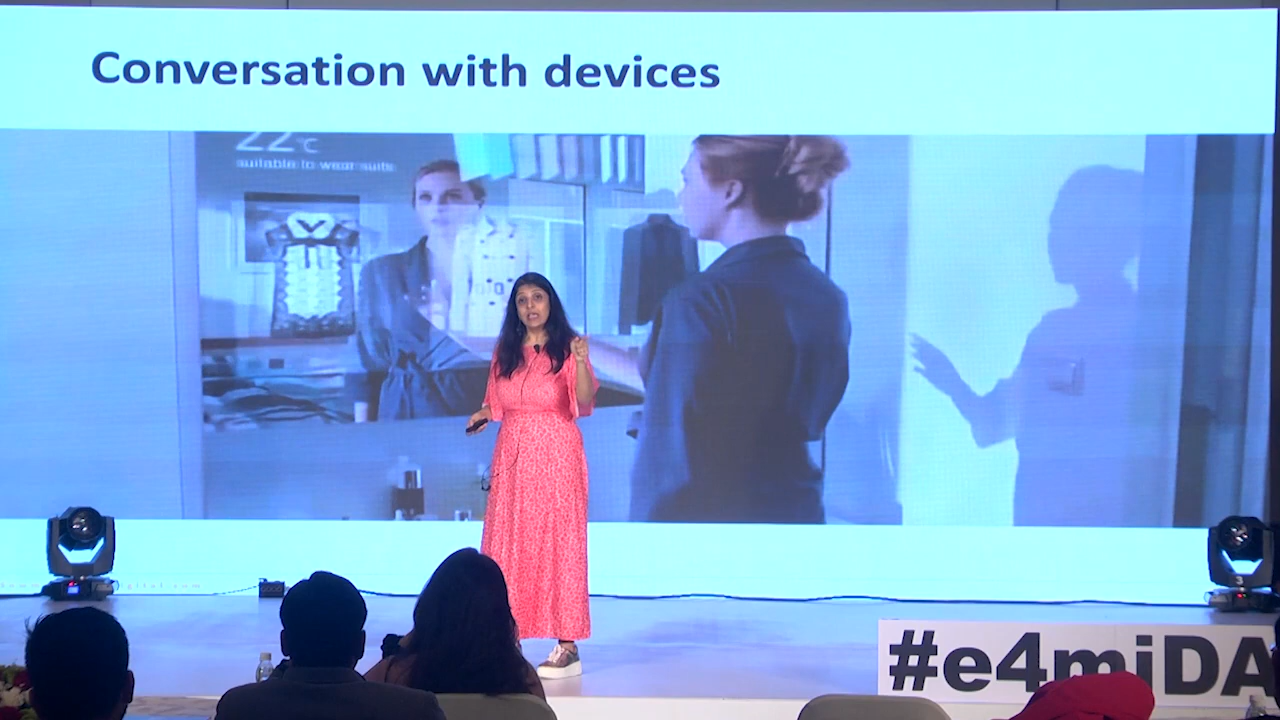 Conversation with devices
22°C
suitable to wear suits
#e4miDA